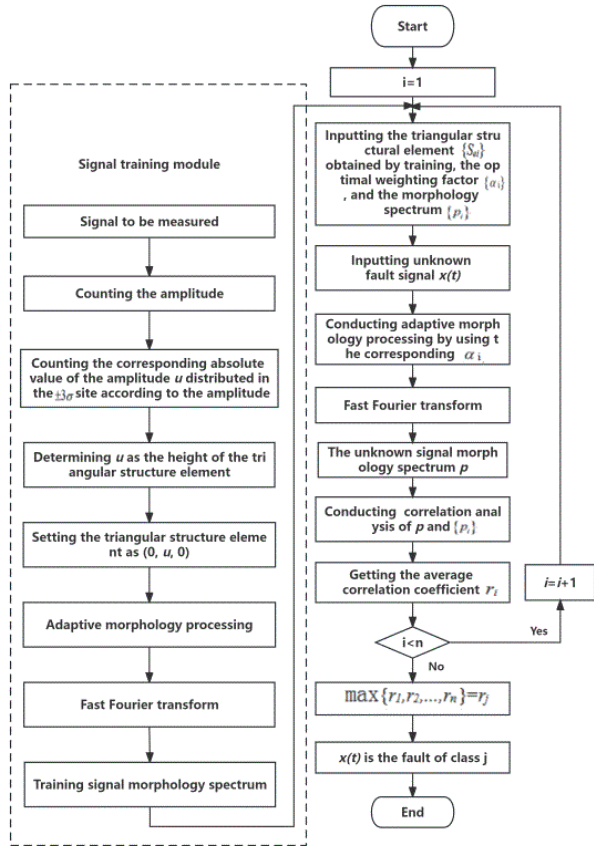 Start
i=1
Inputting the triangular stru
ctural element {Sₐᵢ}
obtained by training, the op
timal weighting factor {αᵢ}
, and the morphology
spectrum {pᵢ}
Inputting unknown
fault signal x(t)
Conducting adaptive morph
ology processing by using t
he corresponding αᵢ
Fast Fourier transform
The unknown signal morph
ology spectrum p
Conducting correlation anal
ysis of p and {pᵢ}
Getting the average
correlation coefficient rᵢ
i<n
Yes
i=i+1
No
max{r₁,r₂,...,rₙ}=rⱼ
x(t) is the fault of class j
End
Signal training module
Signal to be measured
Counting the amplitude
Counting the corresponding absolute
value of the amplitude u distributed in
the ±3σ site according to the amplitude
Determining u as the height of the tri
angular structure element
Setting the triangular structure eleme
nt as (0, u, 0)
Adaptive morphology processing
Fast Fourier transform
Training signal morphology spectrum